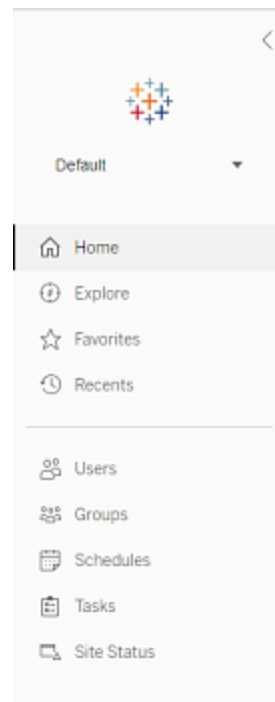 Default
Home
Explore
Favorites
Recents
Users
Groups
Schedules
Tasks
Site Status